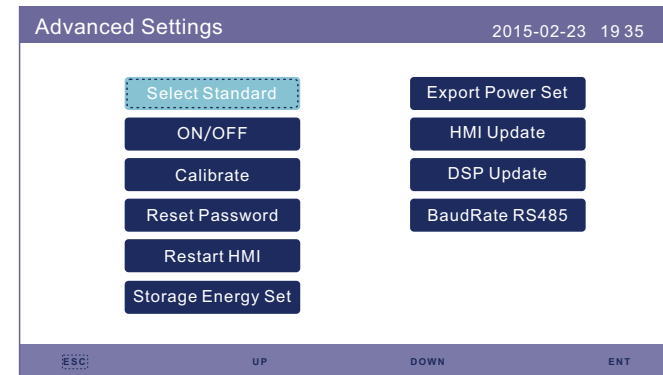 Advanced Settings
2015-02-23 19 35
Select Standard
ON/OFF
Calibrate
Reset Password
Restart HMI
Storage Energy Set
Export Power Set
HMI Update
DSP Update
BaudRate RS485
ESC UP DOWN ENT